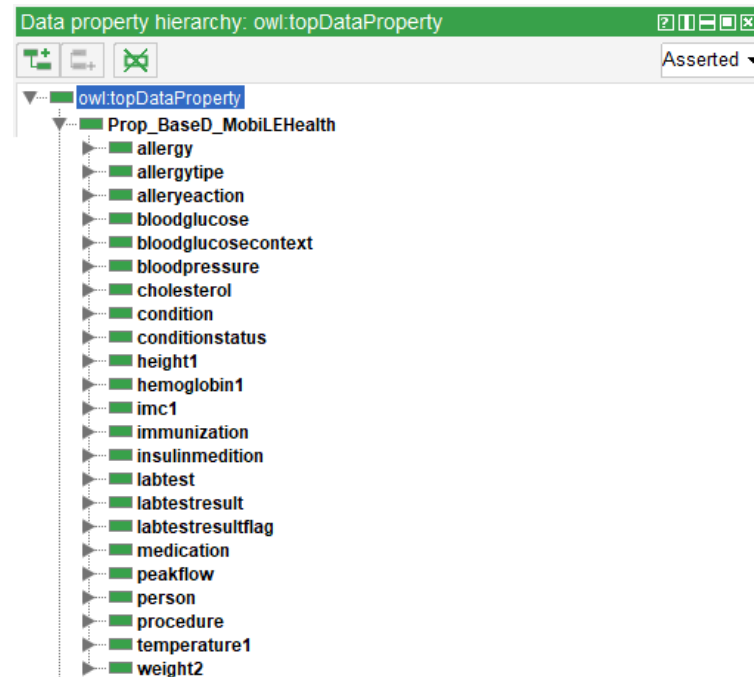 Data property hierarchy: owl:topDataProperty
Asserted
owl:topDataProperty
Prop_BaseD_MobiLEHealth
allergy
allergytipe
alleryeaction
bloodglucose
bloodglucosecontext
bloodpressure
cholesterol
condition
conditionstatus
height1
hemoglobin1
imc1
immunization
insulinmedition
labtest
labtestresult
labtestresultflag
medication
peakflow
person
procedure
temperature1
weight2